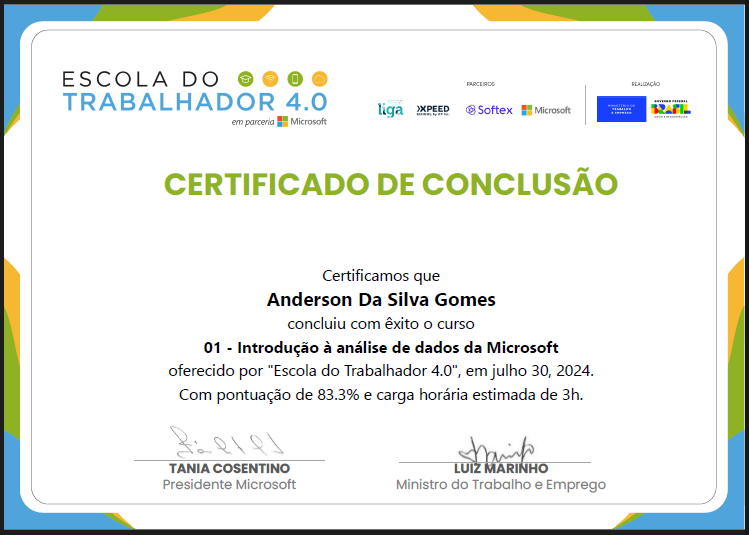 ESCOLA DO
TRABALHADOR 4.0
em parceria Microsoft
PARCEIROS
liga
XPEED
Softex
Microsoft
REALIZAÇÃO
MINISTÉRIO DO
TRABALHO
E EMPREGO
GOVERNO FEDERAL
BRASIL
UNIÃO E RECONSTRUÇÃO
CERTIFICADO DE CONCLUSÃO
Certificamos que
Anderson Da Silva Gomes
concluiu com êxito o curso
01 - Introdução à análise de dados da Microsoft
oferecido por "Escola do Trabalhador 4.0", em julho 30, 2024.
Com pontuação de 83.3% e carga horária estimada de 3h.
TANIA COSENTINO
Presidente Microsoft
LUIZ MARINHO
Ministro do Trabalho e Emprego